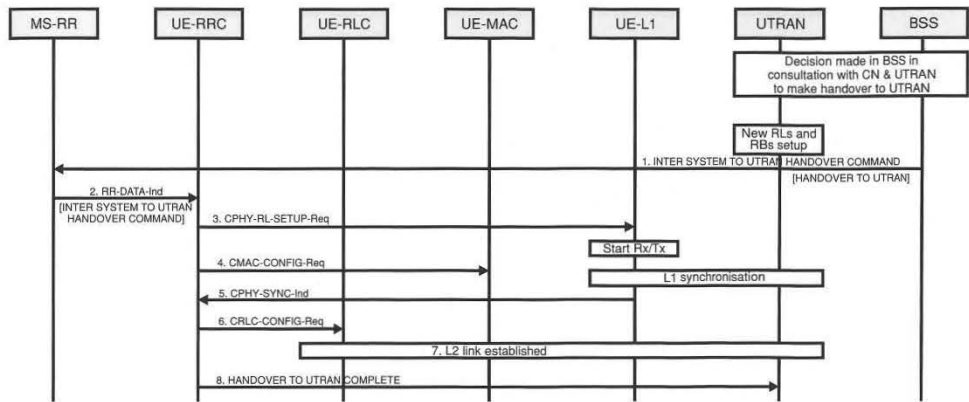 MS-RR UE-RRC UE-RLC UE-MAC UE-L1 UTRAN BSS
Decision made in BSS in
consultation with CN & UTRAN
to make handover to UTRAN
New RLs and
RBs setup
1. INTER SYSTEM TO UTRAN HANDOVER COMMAND
[HANDOVER TO UTRAN]
2. RR-DATA-Ind
[INTER SYSTEM TO UTRAN
HANDOVER COMMAND]
3. CPHY-RL-SETUP-Req
Start Rx/Tx
4. CMAC-CONFIG-Req
L1 synchronisation
5. CPHY-SYNC-Ind
6. CRLC-CONFIG-Req
7. L2 link established
8. HANDOVER TO UTRAN COMPLETE